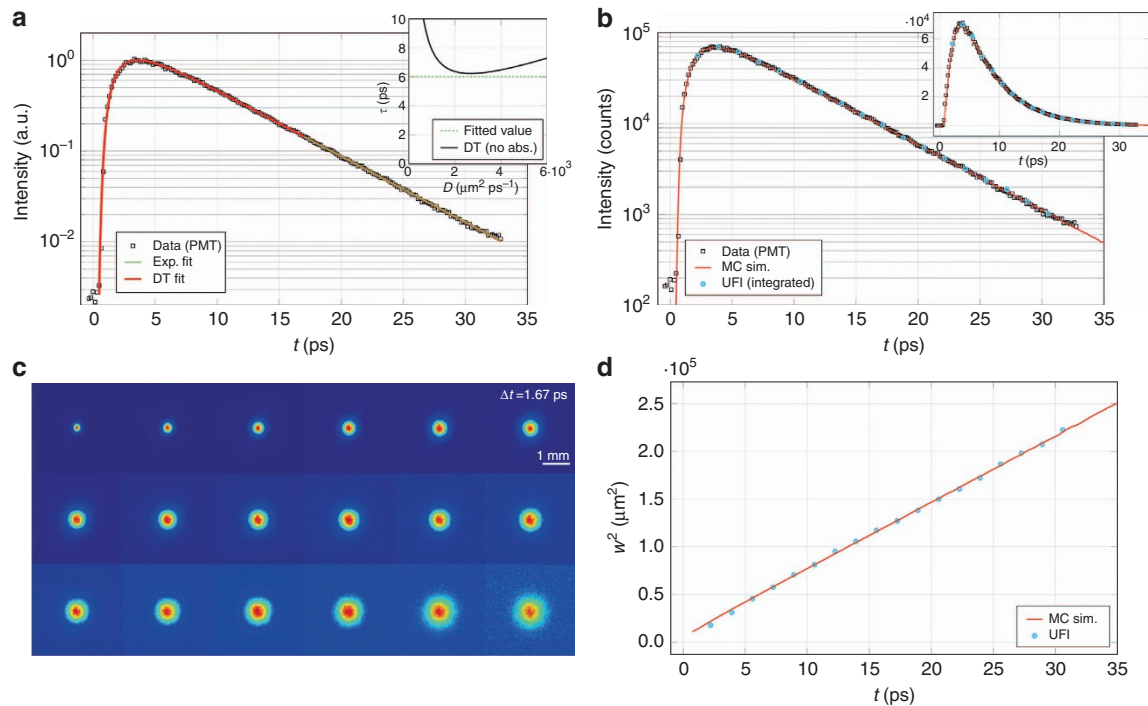 a
10⁰
10⁻¹
10⁻²
Intensity (a.u.)
Data (PMT)
Exp. fit
DT fit
0 5 10 15 20 25 30 35
t (ps)
10
8
6
4
2
0
τ (ps)
Fitted value
DT (no abs.)
0 2 4 6·10³
D (μm² ps⁻¹)
b
10⁵
10⁴
10³
10²
Intensity (counts)
Data (PMT)
MC sim.
UFI (integrated)
0 5 10 15 20 25 30 35
t (ps)
·10⁴
6
4
2
0 10 20 30
t (ps)
c
Δt=1.67 ps
1 mm
d
·10⁵
2.5
2.0
1.5
1.0
0.5
0.0
w² (μm²)
MC sim.
UFI
0 5 10 15 20 25 30 35
t (ps)